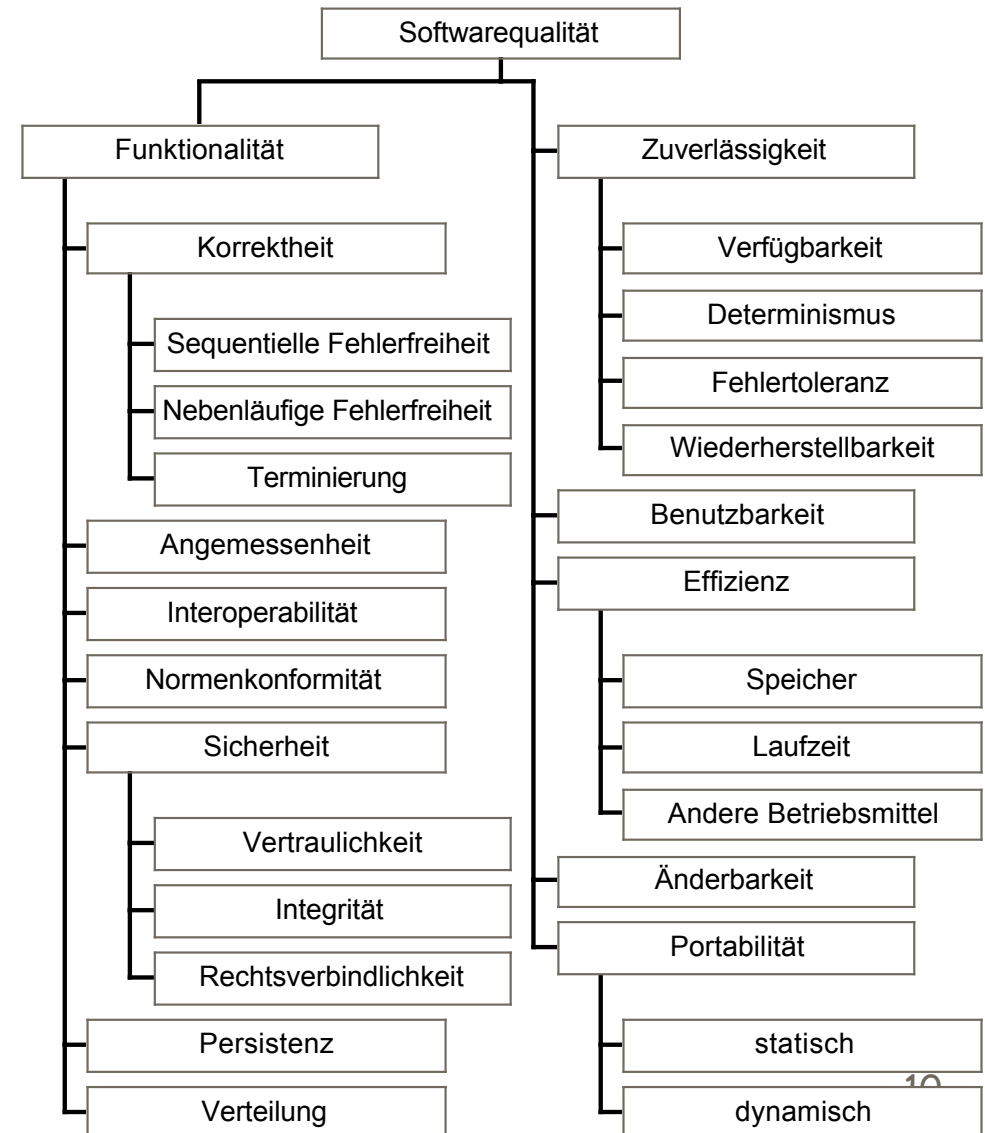 Softwarequalität
Funktionalität
Korrektheit
Sequentielle Fehlerfreiheit
Nebenläufige Fehlerfreiheit
Terminierung
Angemessenheit
Interoperabilität
Normenkonformität
Sicherheit
Vertraulichkeit
Integrität
Rechtsverbindlichkeit
Persistenz
Verteilung
Zuverlässigkeit
Verfügbarkeit
Determinismus
Fehlertoleranz
Wiederherstellbarkeit
Benutzbarkeit
Effizienz
Speicher
Laufzeit
Andere Betriebsmittel
Änderbarkeit
Portabilität
statisch
dynamisch